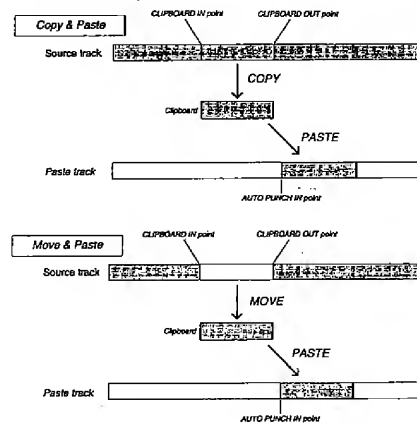 Copy & Paste
CLIPBOARD IN point
CLIPBOARD OUT point
Source track
COPY
Clipboard
PASTE
Paste track
AUTO PUNCH IN point
Move & Paste
CLIPBOARD IN point
CLIPBOARD OUT point
Source track
MOVE
Clipboard
PASTE
Paste track
AUTO PUNCH IN point